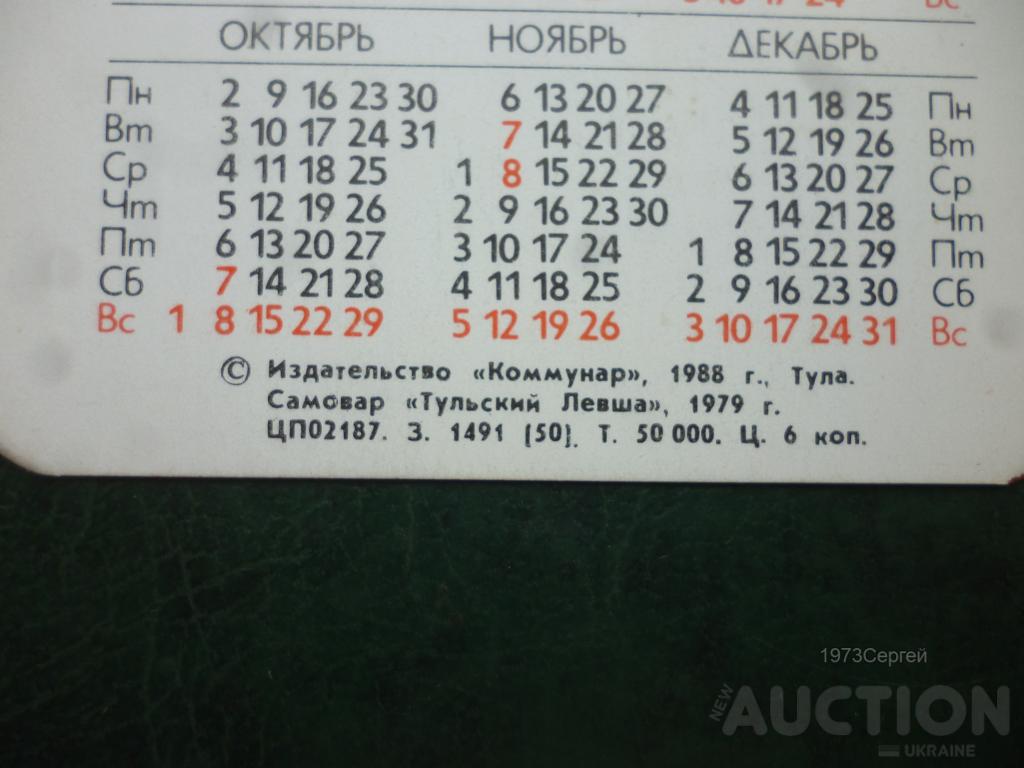 9 10 17 24 Вс
ОКТЯБРЬ НОЯБРЬ ДЕКАБРЬ
Пн 2 9 16 23 30 6 13 20 27 4 11 18 25 Пн
Вт 3 10 17 24 31 7 14 21 28 5 12 19 26 Вт
Ср 4 11 18 25 1 8 15 22 29 6 13 20 27 Ср
Чт 5 12 19 26 2 9 16 23 30 7 14 21 28 Чт
Пт 6 13 20 27 3 10 17 24 1 8 15 22 29 Пт
Сб 7 14 21 28 4 11 18 25 2 9 16 23 30 Сб
Вс 1 8 15 22 29 5 12 19 26 3 10 17 24 31 Вс
© Издательство «Коммунар», 1988 г., Тула.
Самовар «Тульский Левша», 1979 г.
ЦП02187. З. 1491 (50). Т. 50 000. Ц. 6 коп.
1973Сергей
NEW AUCTION
UKRAINE